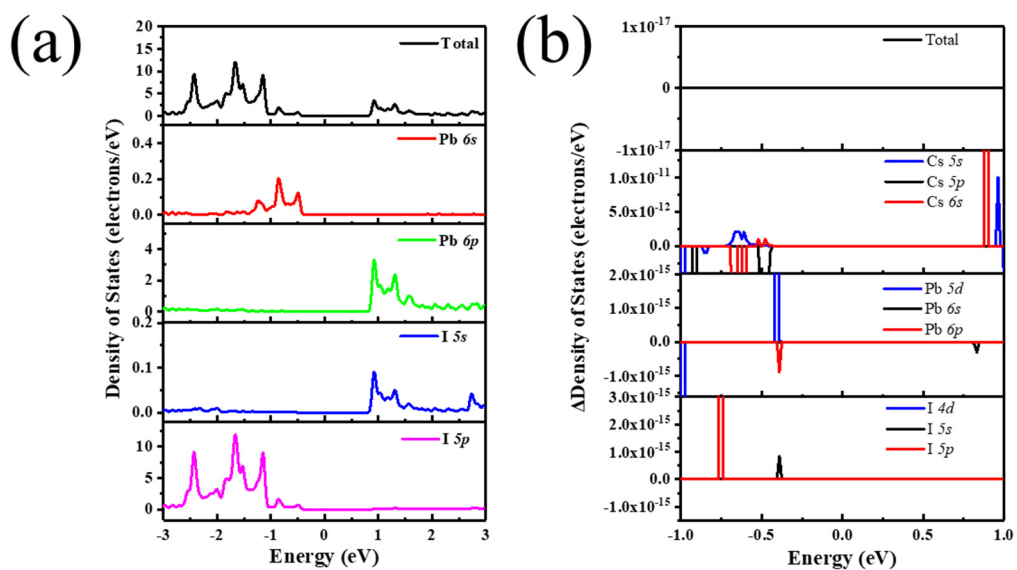 (a)
Density of States (electrons/eV)
20
15
10
5
0
Total
0.4
0.2
0.0
Pb 6s
4
2
0
Pb 6p
0.2
0.1
0.0
I 5s
10
5
0
I 5p
-3 -2 -1 0 1 2 3
Energy (eV)
(b)
ΔDensity of States (electrons/eV)
1x10-17
0
-1x10-17
Total
1.0x10-11
5.0x10-12
0.0
Cs 5s
Cs 5p
Cs 6s
2.0x10-15
1.0x10-15
0.0
-1.0x10-15
Pb 5d
Pb 6s
Pb 6p
3.0x10-15
2.0x10-15
1.0x10-15
0.0
-1.0x10-15
I 4d
I 5s
I 5p
-1.0 -0.5 0.0 0.5 1.0
Energy (eV)